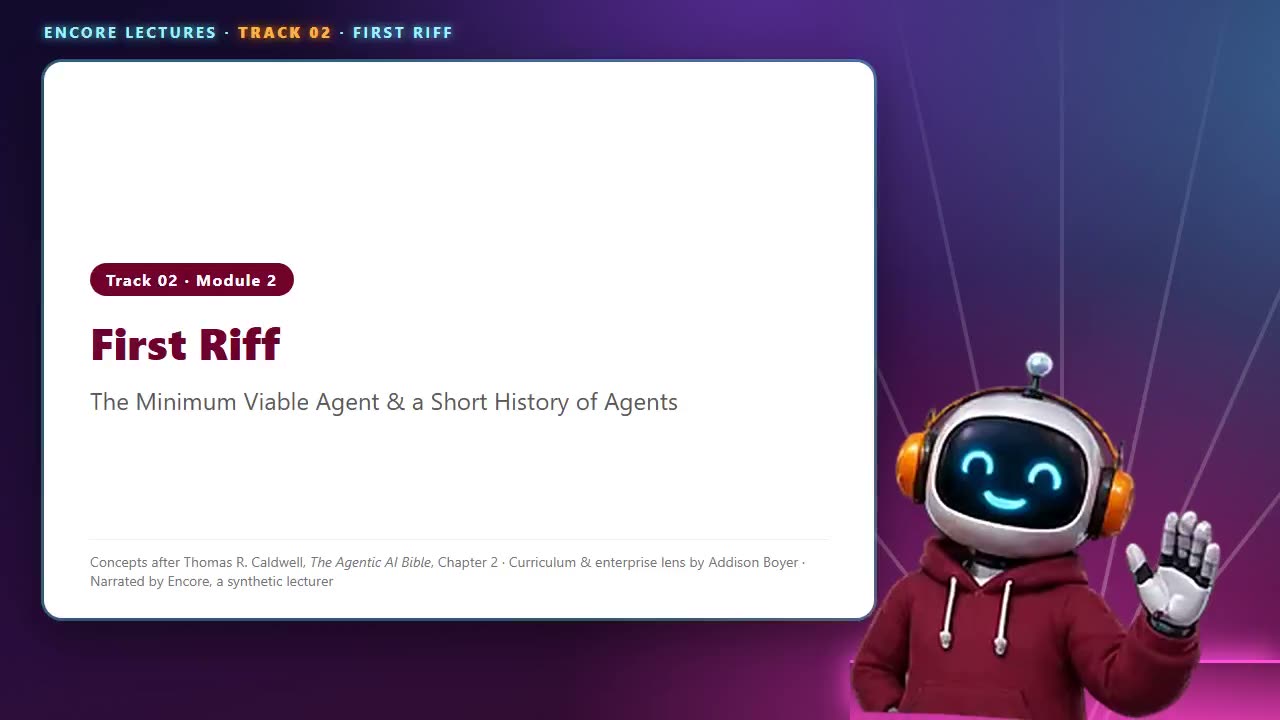 ENCORE LECTURES · TRACK 02 · FIRST RIFF
Track 02 · Module 2
First Riff
The Minimum Viable Agent & a Short History of Agents
Concepts after Thomas R. Caldwell, The Agentic AI Bible, Chapter 2 · Curriculum & enterprise lens by Addison Boyer ·
Narrated by Encore, a synthetic lecturer